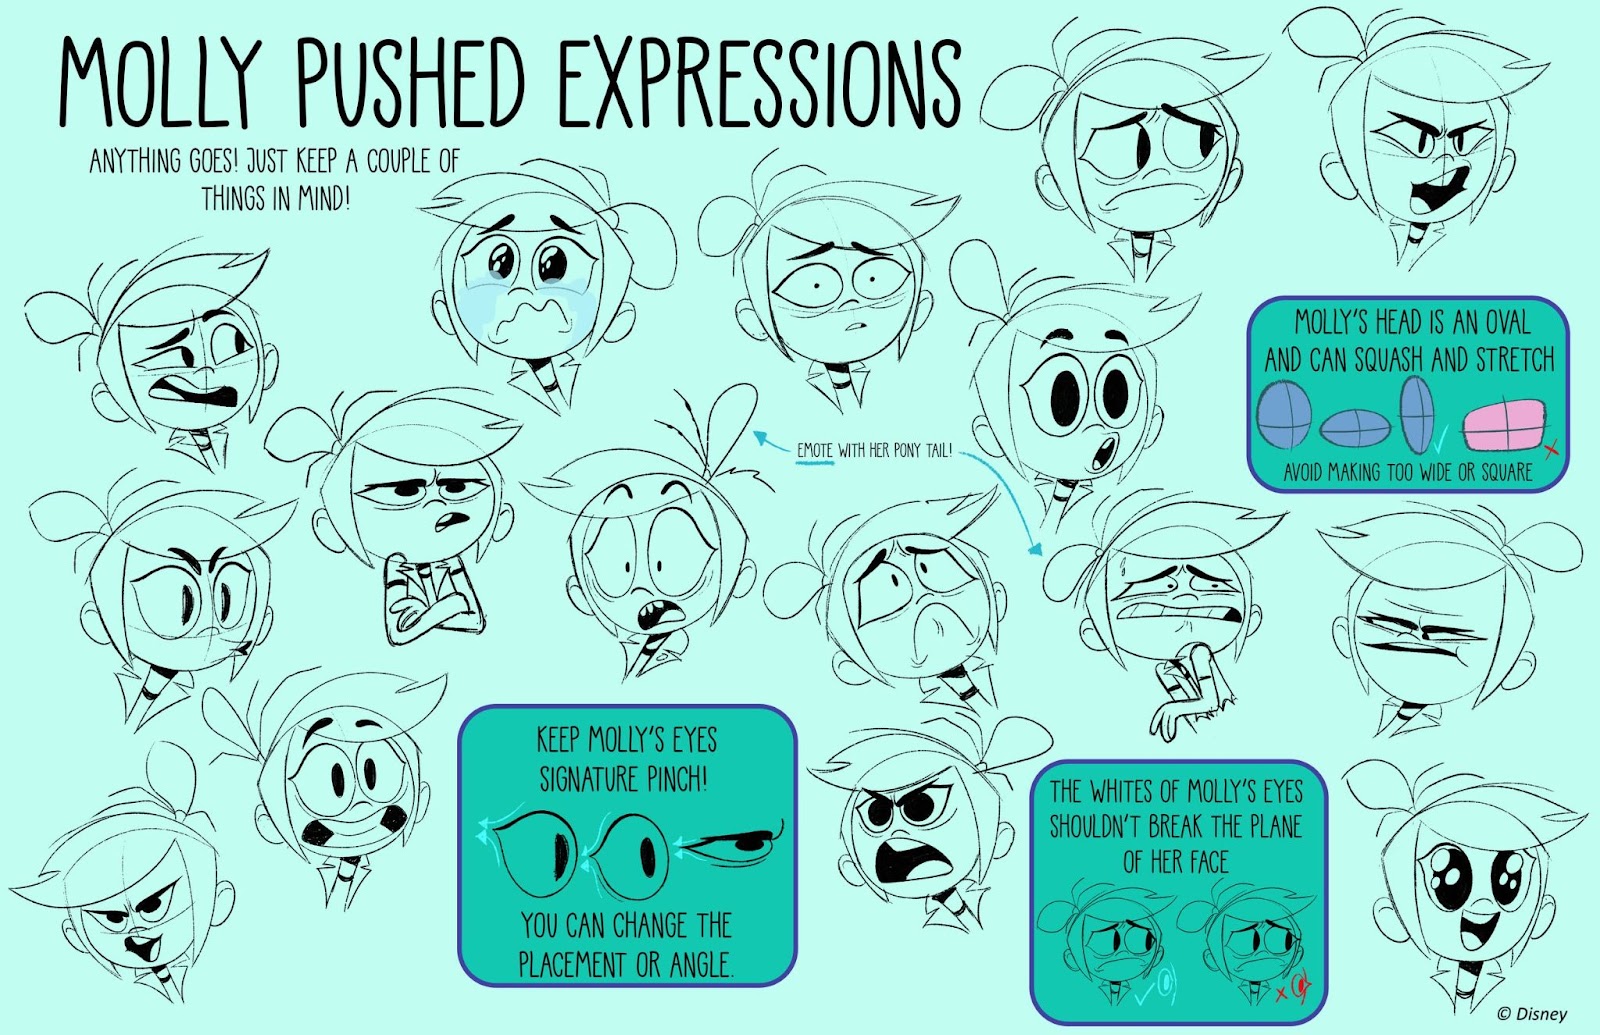 MOLLY PUSHED EXPRESSIONS
ANYTHING GOES! JUST KEEP A COUPLE OF
THINGS IN MIND!
MOLLY'S HEAD IS AN OVAL
AND CAN SQUASH AND STRETCH
AVOID MAKING TOO WIDE OR SQUARE
EMOTE WITH HER PONY TAIL!
KEEP MOLLY'S EYES
SIGNATURE PINCH!
YOU CAN CHANGE THE
PLACEMENT OR ANGLE.
THE WHITES OF MOLLY'S EYES
SHOULDN'T BREAK THE PLANE
OF HER FACE
© Disney